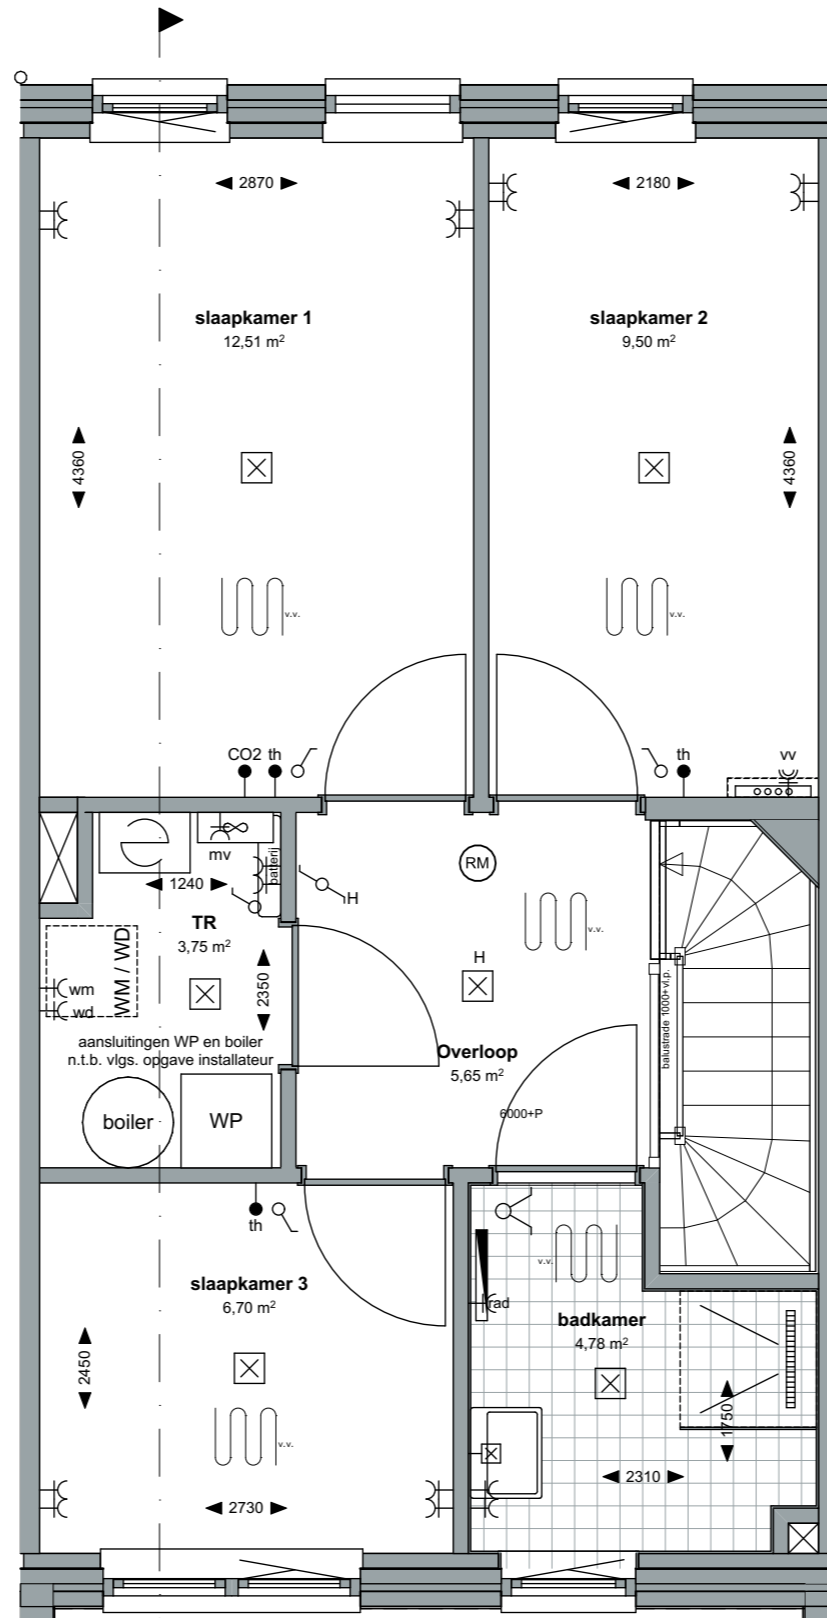 2870
2180
slaapkamer 1
12,51 m²
slaapkamer 2
9,50 m²
4360
4360
v.v.
v.v.
CO2 th
th
vv
mv
batterij
1240
RM
H
TR
3,75 m²
v.v.
WM / WD
2350
H
wm
wd
aansluitingen WP en boiler
n.t.b. vlgs. opgave installateur
Overloop
5,65 m²
balustrade 1000+vl.p.
boiler
WP
6000+P
th
slaapkamer 3
6,70 m²
v.v.
rad
badkamer
4,78 m²
2450
1750
v.v.
2310
2730